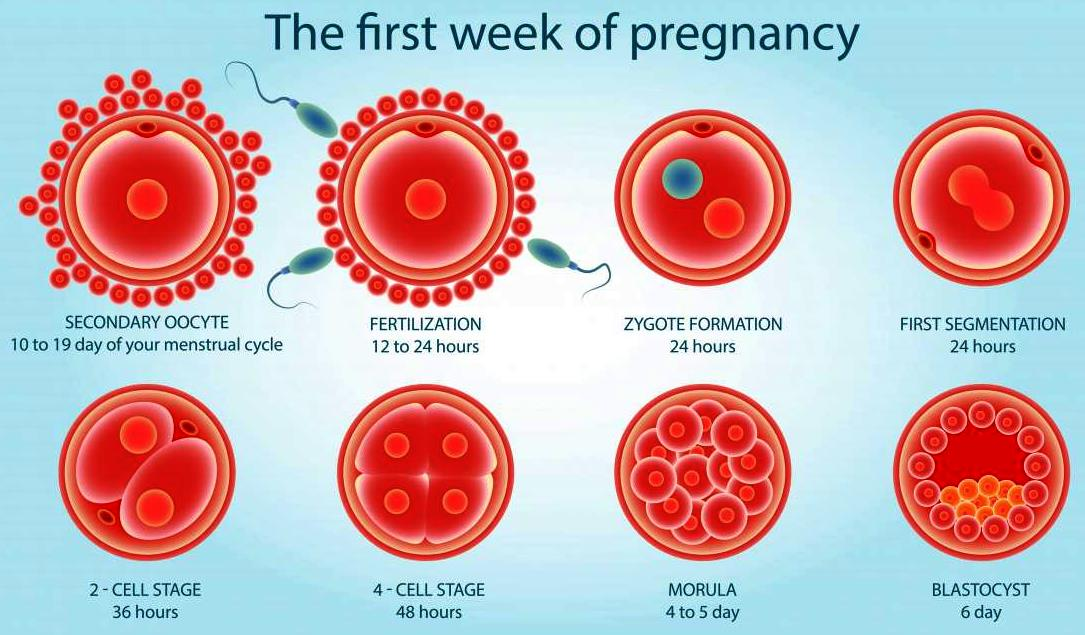 The first week of pregnancy
SECONDARY OOCYTE
10 to 19 day of your menstrual cycle
FERTILIZATION
12 to 24 hours
ZYGOTE FORMATION
24 hours
FIRST SEGMENTATION
24 hours
2 - CELL STAGE
36 hours
4 - CELL STAGE
48 hours
MORULA
4 to 5 day
BLASTOCYST
6 day